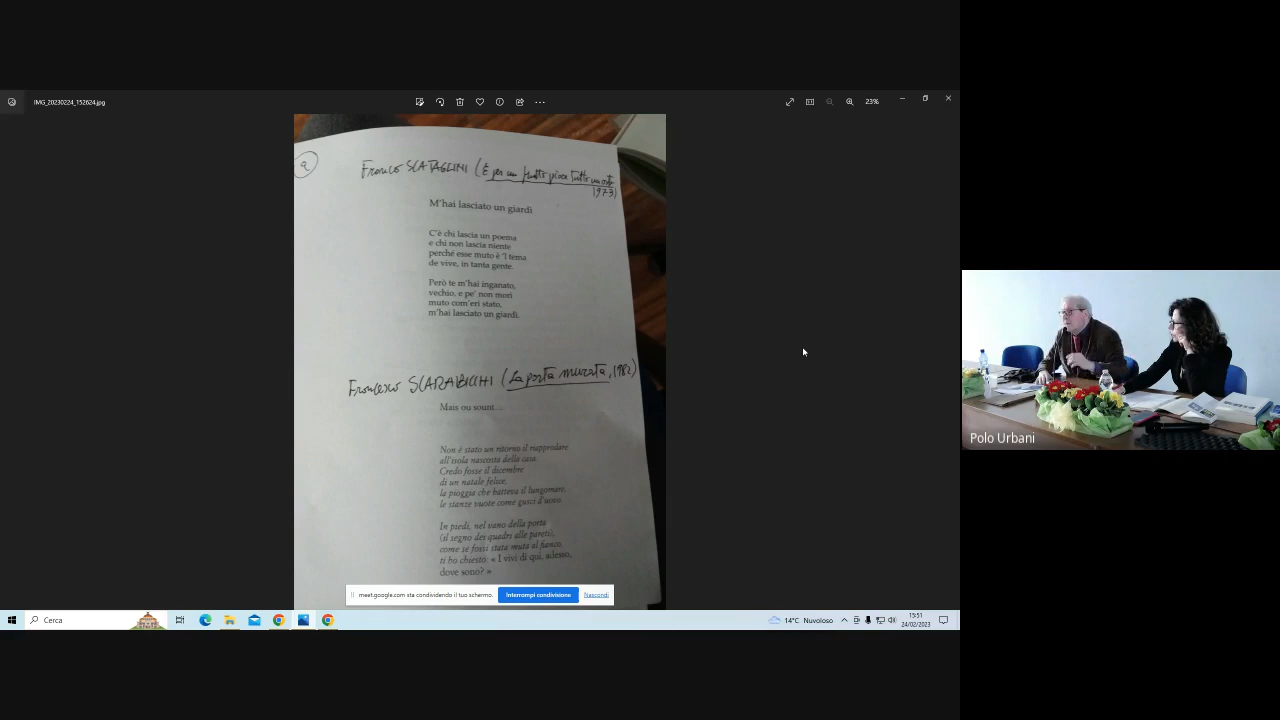 IMG_20230224_152624.jpg
23%
9
Franco SCATAGLINI (E per un frutto piace tutto un orto
1973)
M'hai lasciato un giardì
C'è chi lascia un poema
e chi non lascia niente
perché esse muto è 'l tema
de vive, in tanta gente.
Però te m'hai inganato,
vechio, e pe' non morì
muto com'eri stato,
m'hai lasciato un giardì.
Francesco SCARABICCHI (La porta murata, 1982)
Mais ou sount...
Non è stato un ritorno il riapprodare
all'isola nascosta della casa.
Credo fosse il dicembre
di un natale felice,
la pioggia che batteva il lungomare,
le stanze vuote come gusci d'uovo.
In piedi, nel vano della porta
(il segno dei quadri alle pareti),
come se fossi stata muta al fianco,
ti ho chiesto: « I vivi di qui, adesso,
dove sono? »
meet.google.com sta condividendo il tuo schermo.
Interrompi condivisione
Nascondi
Cerca
14°C Nuvoloso
15:51
24/02/2023
Polo Urbani